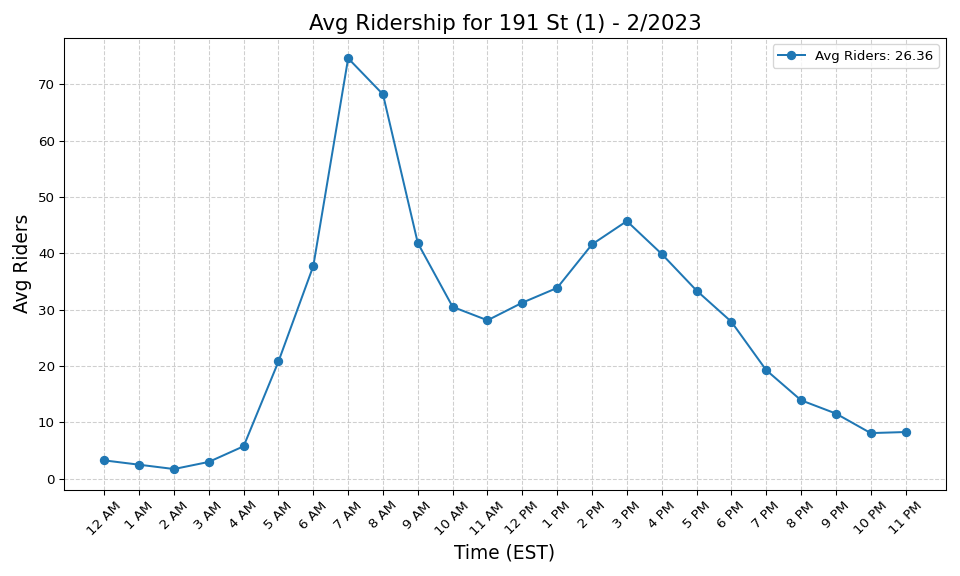 Avg Ridership for 191 St (1) - 2/2023
Avg Riders: 26.36
Avg Riders
70
60
50
40
30
20
10
0
12 AM
1 AM
2 AM
3 AM
4 AM
5 AM
6 AM
7 AM
8 AM
9 AM
10 AM
11 AM
12 PM
1 PM
2 PM
3 PM
4 PM
5 PM
6 PM
7 PM
8 PM
9 PM
10 PM
11 PM
Time (EST)